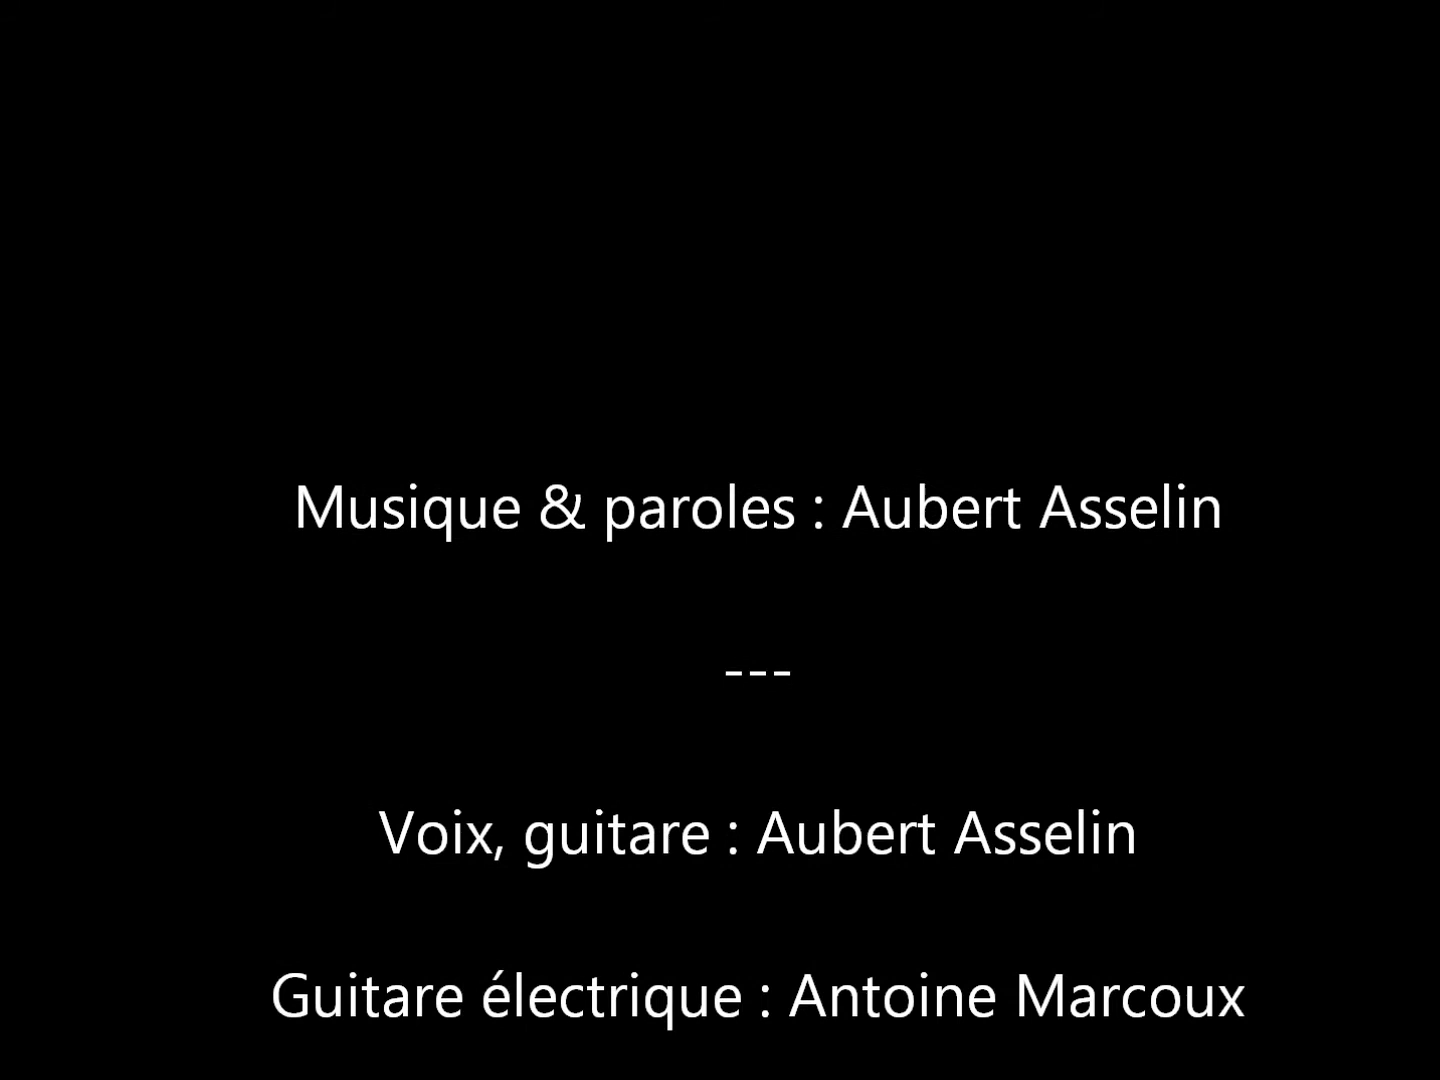 Musique & paroles : Aubert Asselin
---
Voix, guitare : Aubert Asselin
Guitare électrique : Antoine Marcoux